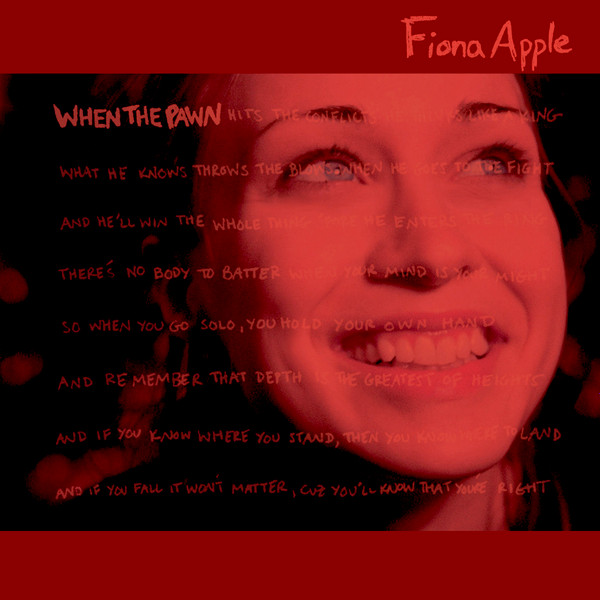 Fiona Apple
WHEN THE PAWN HITS THE CONFLICTS HE THINKS LIKE A KING
WHAT HE KNOWS THROWS THE BLOWS WHEN HE GOES TO THE FIGHT
AND HE'LL WIN THE WHOLE THING 'FORE HE ENTERS THE RING
THERE'S NO BODY TO BATTER WHEN YOUR MIND IS YOUR MIGHT
SO WHEN YOU GO SOLO, YOU HOLD YOUR OWN HAND
AND REMEMBER THAT DEPTH IS THE GREATEST OF HEIGHTS
AND IF YOU KNOW WHERE YOU STAND, THEN YOU KNOW WHERE TO LAND
AND IF YOU FALL IT WON'T MATTER, CUZ YOU'LL KNOW THAT YOU'RE RIGHT